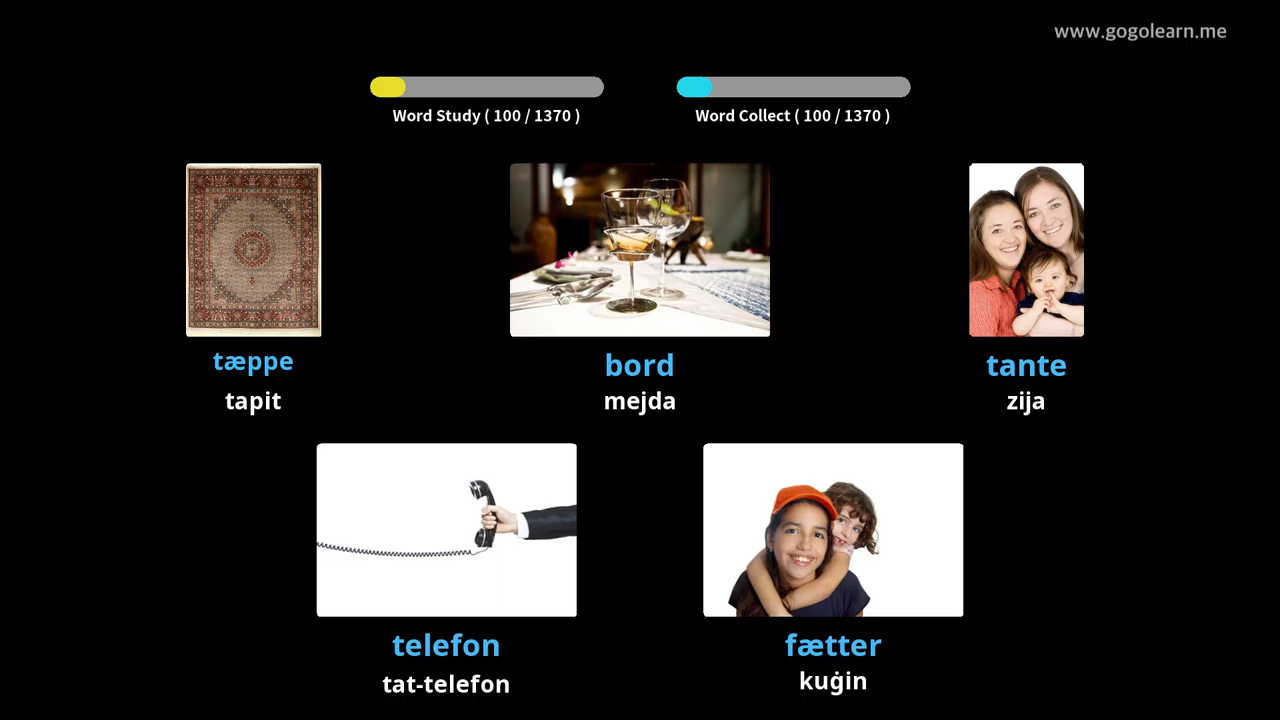 www.gogolearn.me
Word Study ( 100 / 1370 )
Word Collect ( 100 / 1370 )
tæppe
tapit
bord
mejda
tante
zija
telefon
tat-telefon
fætter
kuġin